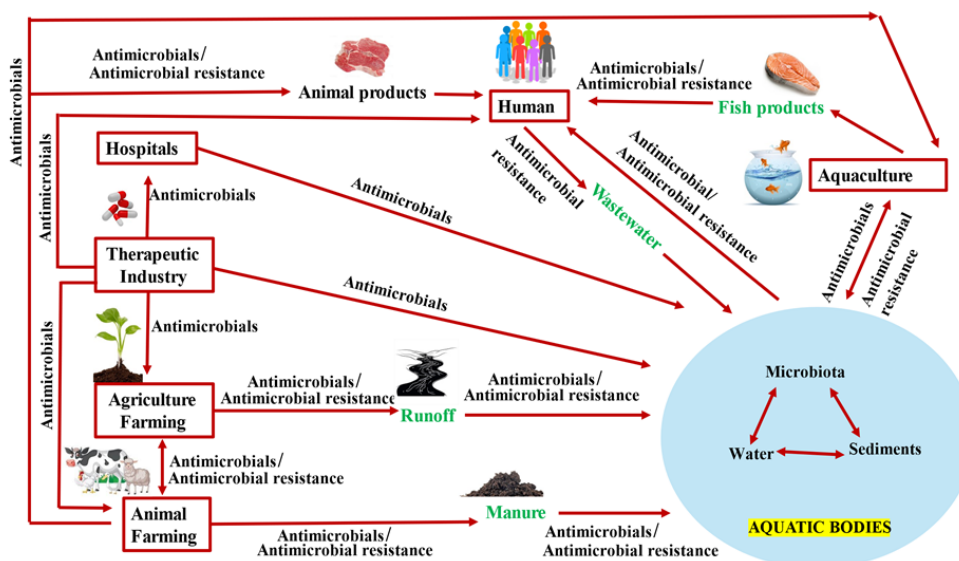 Antimicrobials
Antimicrobials/
Antimicrobial resistance
Animal products
Human
Antimicrobials/
Antimicrobial resistance
Fish products
Aquaculture
Antimicrobials
Hospitals
Antimicrobials
Therapeutic
Industry
Antimicrobials
Antimicrobial
resistance
Wastewater
Antimicrobial/
Antimicrobial resistance
Antimicrobials
Antimicrobial
resistance
Antimicrobials
Antimicrobials
Antimicrobials
Agriculture
Farming
Antimicrobials/
Antimicrobial resistance
Runoff
Antimicrobials/
Antimicrobial resistance
Antimicrobials/
Antimicrobial resistance
Animal
Farming
Antimicrobials/
Antimicrobial resistance
Manure
Antimicrobials/
Antimicrobial resistance
Microbiota
Water
Sediments
AQUATIC BODIES